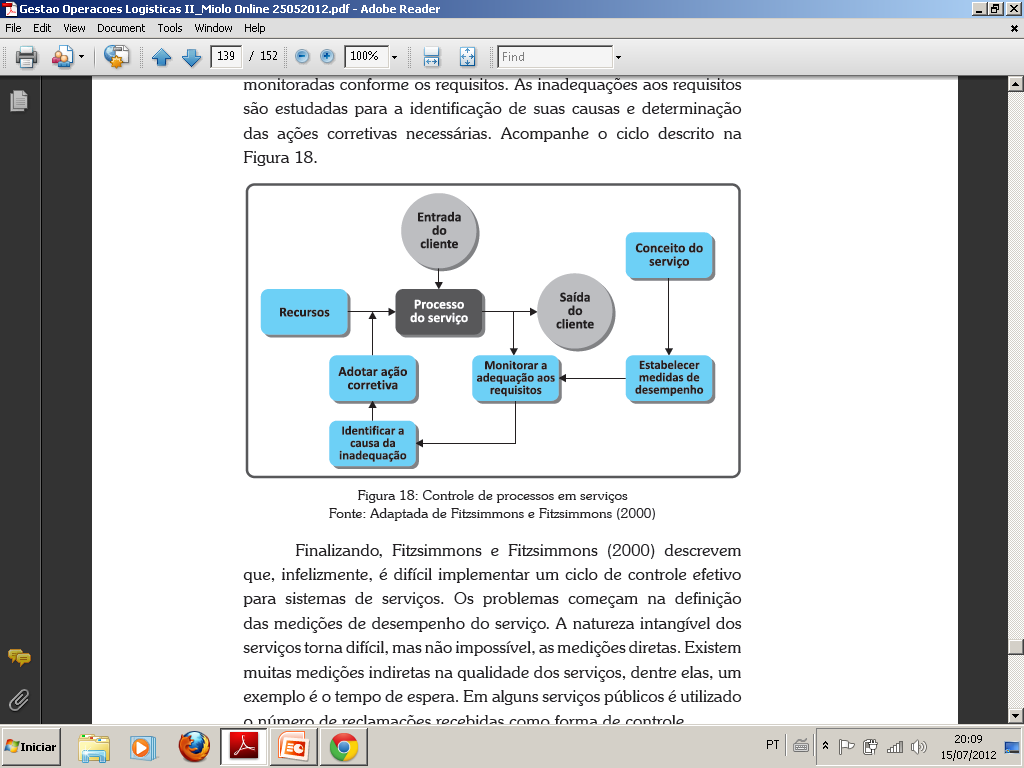 Gestao Operacoes Logisticas II_Miolo Online 25052012.pdf - Adobe Reader
File Edit View Document Tools Window Help
139 / 152 100% Find
monitoradas conforme os requisitos. As inadequações aos requisitos
são estudadas para a identificação de suas causas e determinação
das ações corretivas necessárias. Acompanhe o ciclo descrito na
Figura 18.
Entrada
do
cliente
Conceito do
serviço
Recursos
Processo
do serviço
Saída
do
cliente
Adotar ação
corretiva
Monitorar a
adequação aos
requisitos
Estabelecer
medidas de
desempenho
Identificar a
causa da
inadequação
Figura 18: Controle de processos em serviços
Fonte: Adaptada de Fitzsimmons e Fitzsimmons (2000)
Finalizando, Fitzsimmons e Fitzsimmons (2000) descrevem
que, infelizmente, é difícil implementar um ciclo de controle efetivo
para sistemas de serviços. Os problemas começam na definição
das medições de desempenho do serviço. A natureza intangível dos
serviços torna difícil, mas não impossível, as medições diretas. Existem
muitas medições indiretas na qualidade dos serviços, dentre elas, um
exemplo é o tempo de espera. Em alguns serviços públicos é utilizado
o número de reclamações recebidas como forma de controle.
Iniciar
PT
20:09
15/07/2012